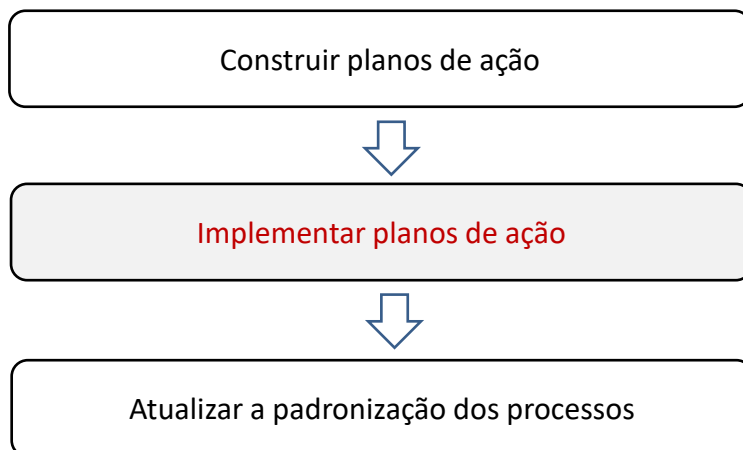 Construir planos de ação
Implementar planos de ação
Atualizar a padronização dos processos